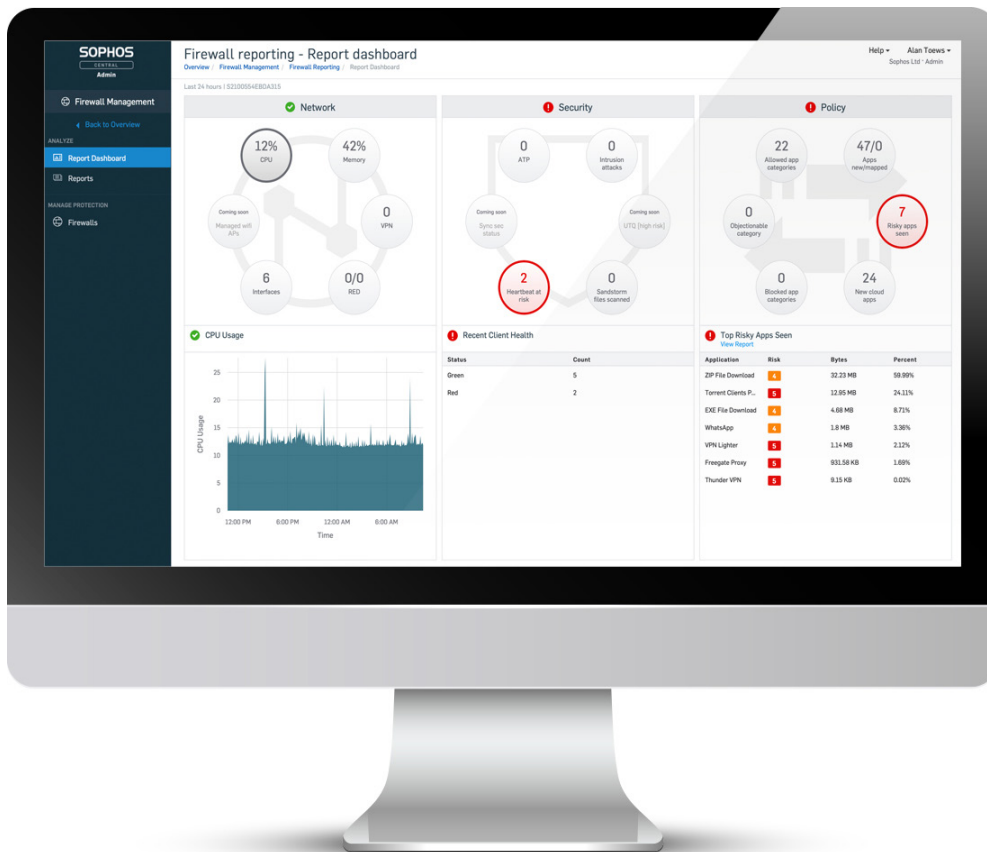 SOPHOS
CENTRAL
Admin
Firewall Management
Back to Overview
ANALYZE
Report Dashboard
Reports
MANAGE PROTECTION
Firewalls
Firewall reporting - Report dashboard
Overview / Firewall Management / Firewall Reporting / Report Dashboard
Help
Alan Toews
Sophos Ltd · Admin
Last 24 hours | S2100554EBDA315
Network
12%
CPU
42%
Memory
Coming soon
Managed wifi
APs
0
VPN
6
Interfaces
0/0
RED
Security
0
ATP
0
Intrusion
attacks
Coming soon
Sync sec
status
Coming soon
UTQ (high risk)
2
Heartbeat at
risk
0
Sandstorm
files scanned
Policy
22
Allowed app
categories
47/0
Apps
new/mapped
0
Objectionable
category
7
Risky apps
seen
0
Blocked app
categories
24
New cloud
apps
CPU Usage
CPU Usage
25
20
15
10
5
0
12:00 PM 6:00 PM 12:00 AM 6:00 AM
Time
Recent Client Health
Status Count
Green 5
Red 2
Top Risky Apps Seen
View Report
Application Risk Bytes Percent
ZIP File Download 4 32.23 MB 59.99%
Torrent Clients P... 5 12.95 MB 24.11%
EXE File Download 4 4.68 MB 8.71%
WhatsApp 4 1.8 MB 3.36%
VPN Lighter 5 1.14 MB 2.12%
Freegate Proxy 5 931.58 KB 1.69%
Thunder VPN 5 9.15 KB 0.02%